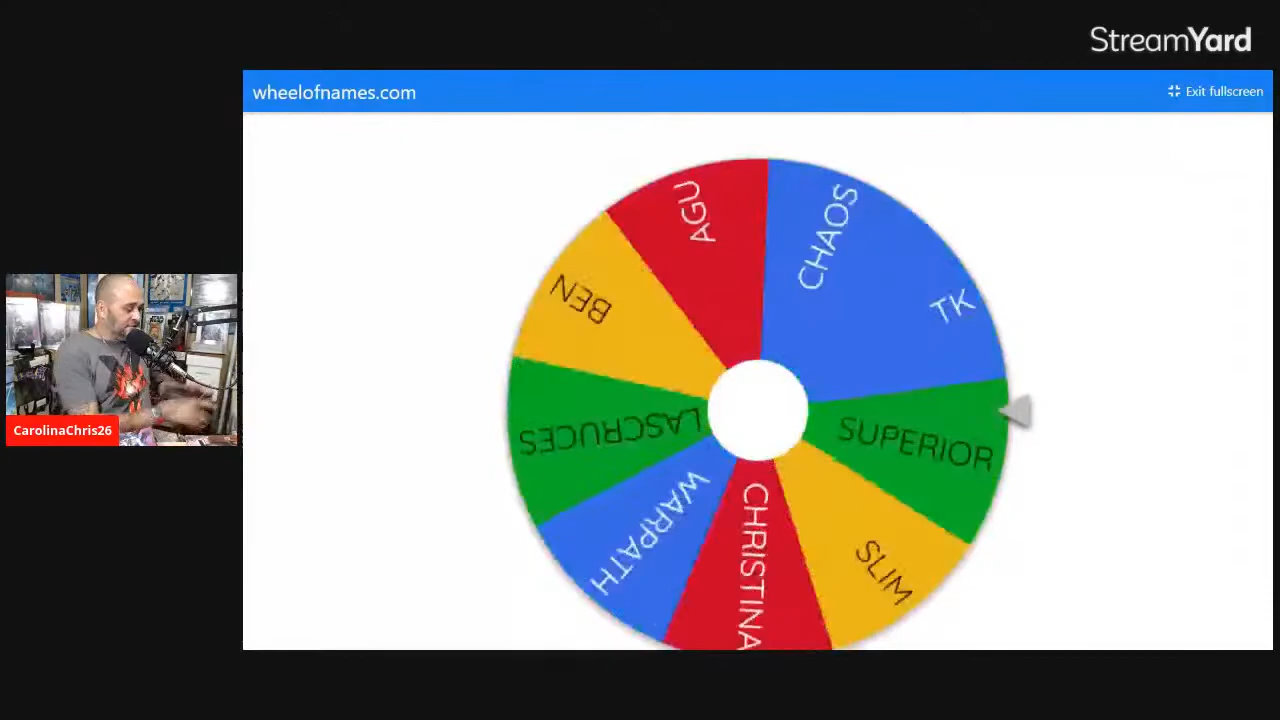 StreamYard
wheelofnames.com
Exit fullscreen
AGU
CHAOS
TK
BEN
LASCRUCES
SUPERIOR
WARPATH
CHRISTINA
SLIM
CarolinaChris26